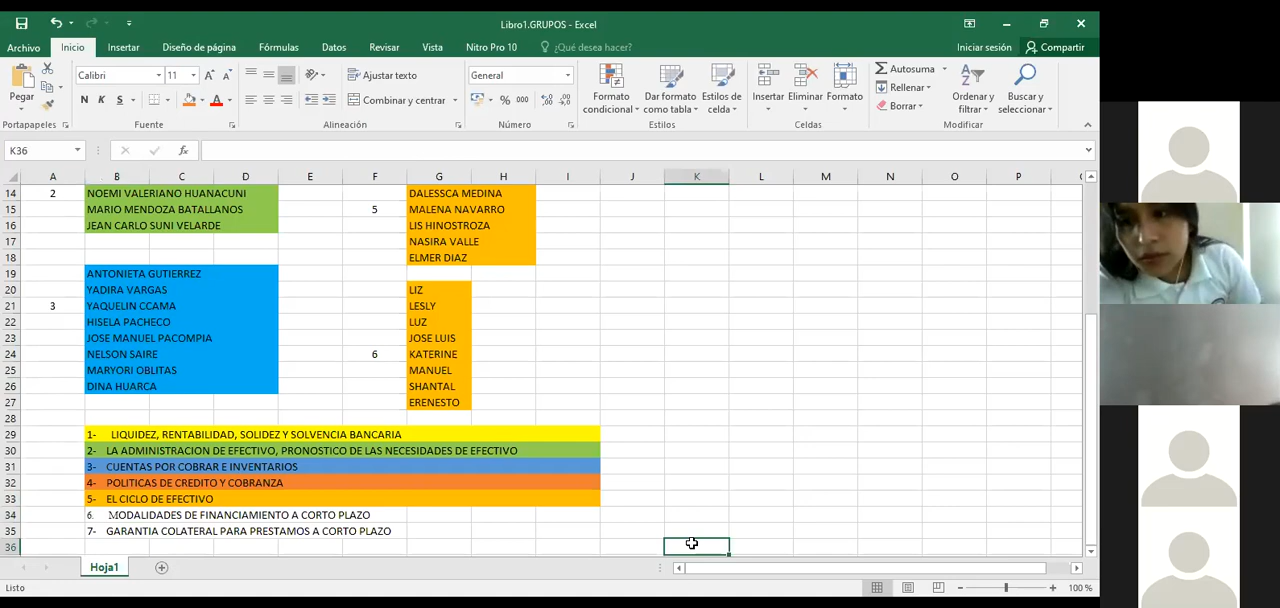 Libro1.GRUPOS - Excel
Archivo Inicio Insertar Diseño de página Fórmulas Datos Revisar Vista Nitro Pro 10 ¿Qué desea hacer? Iniciar sesión Compartir
Pegar
Calibri 11
N K S
Ajustar texto
Combinar y centrar
General
% 000
Formato condicional
Dar formato como tabla
Estilos de celda
Insertar
Eliminar
Formato
Autosuma
Rellenar
Borrar
Ordenar y filtrar
Buscar y seleccionar
Portapapeles Fuente Alineación Número Estilos Celdas Modificar
K36 fx
A B C D E F G H I J K L M N O P
14 2 NOEMI VALERIANO HUANACUNI DALESSCA MEDINA
15 MARIO MENDOZA BATALLANOS 5 MALENA NAVARRO
16 JEAN CARLO SUNI VELARDE LIS HINOSTROZA
17 NASIRA VALLE
18 ELMER DIAZ
19 ANTONIETA GUTIERREZ
20 YADIRA VARGAS LIZ
21 3 YAQUELIN CCAMA LESLY
22 HISELA PACHECO LUZ
23 JOSE MANUEL PACOMPIA JOSE LUIS
24 NELSON SAIRE 6 KATERINE
25 MARYORI OBLITAS MANUEL
26 DINA HUARCA SHANTAL
27 ERENESTO
28
29 1- LIQUIDEZ, RENTABILIDAD, SOLIDEZ Y SOLVENCIA BANCARIA
30 2- LA ADMINISTRACION DE EFECTIVO, PRONOSTICO DE LAS NECESIDADES DE EFECTIVO
31 3- CUENTAS POR COBRAR E INVENTARIOS
32 4- POLITICAS DE CREDITO Y COBRANZA
33 5- EL CICLO DE EFECTIVO
34 6. MODALIDADES DE FINANCIAMIENTO A CORTO PLAZO
35 7- GARANTIA COLATERAL PARA PRESTAMOS A CORTO PLAZO
36
Hoja1
Listo 100 %